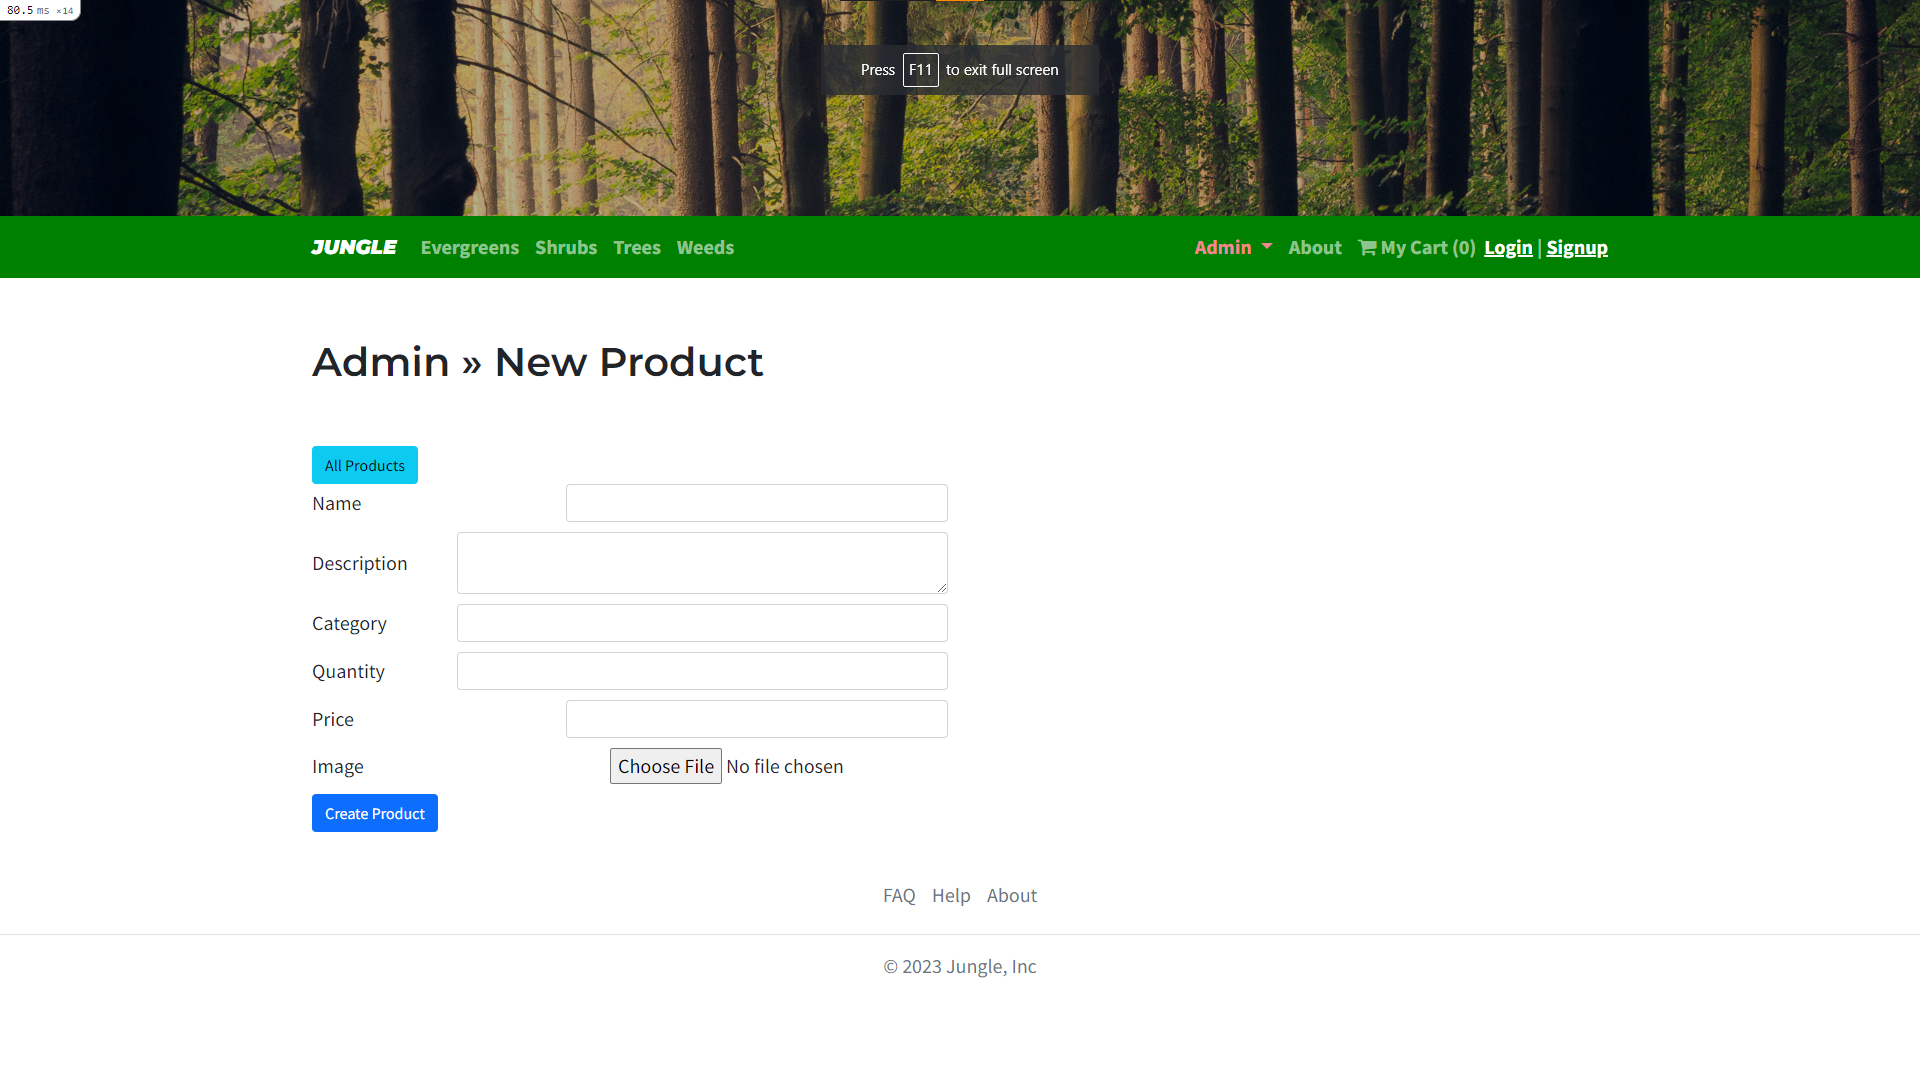 80.5 ms ×14
Press F11 to exit full screen
JUNGLE Evergreens Shrubs Trees Weeds Admin About My Cart (0) Login | Signup
Admin » New Product
All Products
Name
Description
Category
Quantity
Price
Image Choose File No file chosen
Create Product
FAQ Help About
© 2023 Jungle, Inc